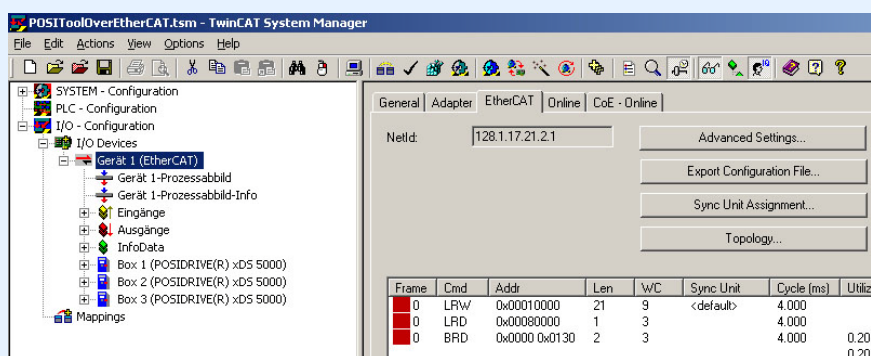 POSIToolOverEtherCAT.tsm - TwinCAT System Manager
File Edit Actions View Options Help
SYSTEM - Configuration
PLC - Configuration
I/O - Configuration
I/O Devices
Gerät 1 (EtherCAT)
Gerät 1-Prozessabbild
Gerät 1-Prozessabbild-Info
Eingänge
Ausgänge
InfoData
Box 1 (POSIDRIVE(R) xDS 5000)
Box 2 (POSIDRIVE(R) xDS 5000)
Box 3 (POSIDRIVE(R) xDS 5000)
Mappings
General Adapter EtherCAT Online CoE - Online
NetId: 128.1.17.21.2.1
Advanced Settings...
Export Configuration File...
Sync Unit Assignment...
Topology...
Frame Cmd Addr Len WC Sync Unit Cycle (ms) Utiliz
0 LRW 0x00010000 21 9 <default> 4.000
0 LRD 0x00080000 1 3 4.000
0 BRD 0x0000 0x0130 2 3 4.000 0.20
0.20